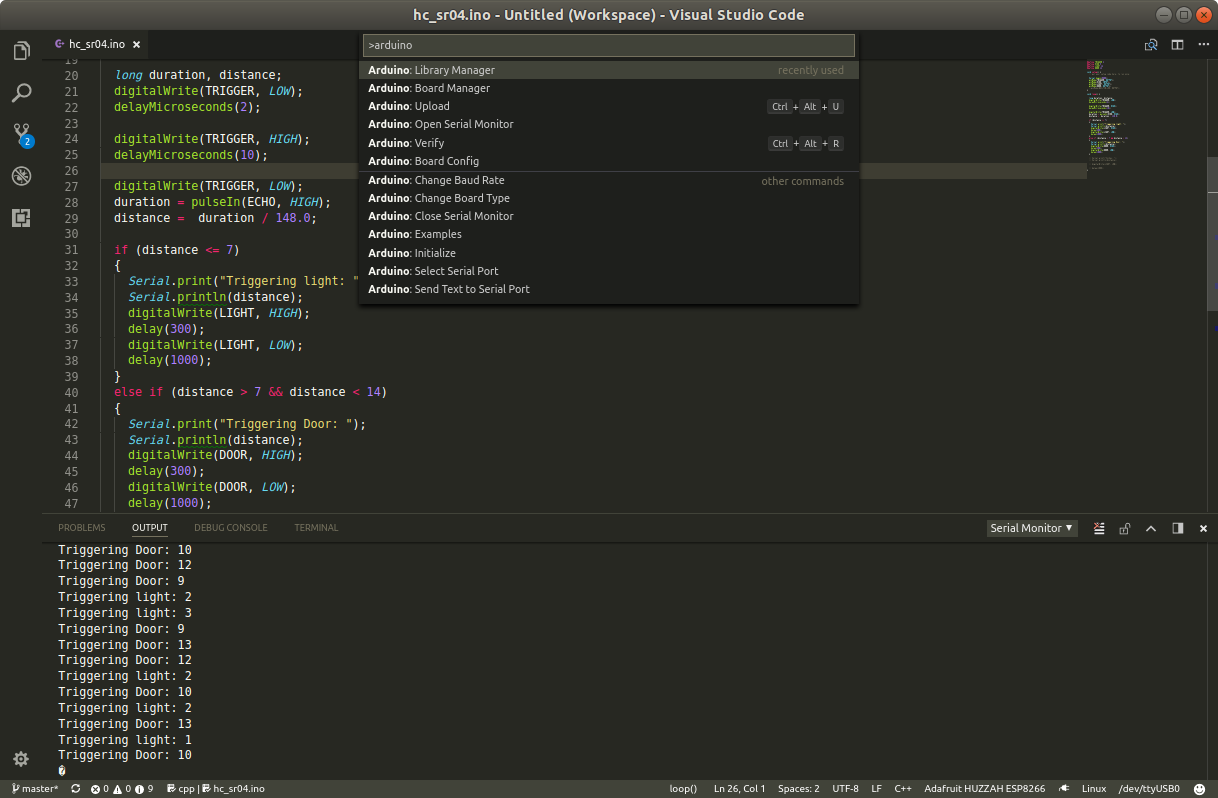 hc_sr04.ino - Untitled (Workspace) - Visual Studio Code
hc_sr04.ino
>arduino
Arduino: Library Manager recently used
Arduino: Board Manager
Arduino: Upload Ctrl + Alt + U
Arduino: Open Serial Monitor
Arduino: Verify Ctrl + Alt + R
Arduino: Board Config
Arduino: Change Baud Rate other commands
Arduino: Change Board Type
Arduino: Close Serial Monitor
Arduino: Examples
Arduino: Initialize
Arduino: Select Serial Port
Arduino: Send Text to Serial Port
2
19
20 long duration, distance;
21 digitalWrite(TRIGGER, LOW);
22 delayMicroseconds(2);
23
24 digitalWrite(TRIGGER, HIGH);
25 delayMicroseconds(10);
26
27 digitalWrite(TRIGGER, LOW);
28 duration = pulseIn(ECHO, HIGH);
29 distance =  duration / 148.0;
30
31 if (distance <= 7)
32 {
33 Serial.print("Triggering light: "
34 Serial.println(distance);
35 digitalWrite(LIGHT, HIGH);
36 delay(300);
37 digitalWrite(LIGHT, LOW);
38 delay(1000);
39 }
40 else if (distance > 7 && distance < 14)
41 {
42 Serial.print("Triggering Door: ");
43 Serial.println(distance);
44 digitalWrite(DOOR, HIGH);
45 delay(300);
46 digitalWrite(DOOR, LOW);
47 delay(1000);
PROBLEMS OUTPUT DEBUG CONSOLE TERMINAL Serial Monitor
Triggering Door: 10
Triggering Door: 12
Triggering Door: 9
Triggering light: 2
Triggering light: 3
Triggering Door: 9
Triggering Door: 13
Triggering Door: 12
Triggering light: 2
Triggering Door: 10
Triggering light: 2
Triggering Door: 13
Triggering light: 1
Triggering Door: 10
master* 0 0 9 cpp | hc_sr04.ino loop() Ln 26, Col 1 Spaces: 2 UTF-8 LF C++ Adafruit HUZZAH ESP8266 Linux /dev/ttyUSB0